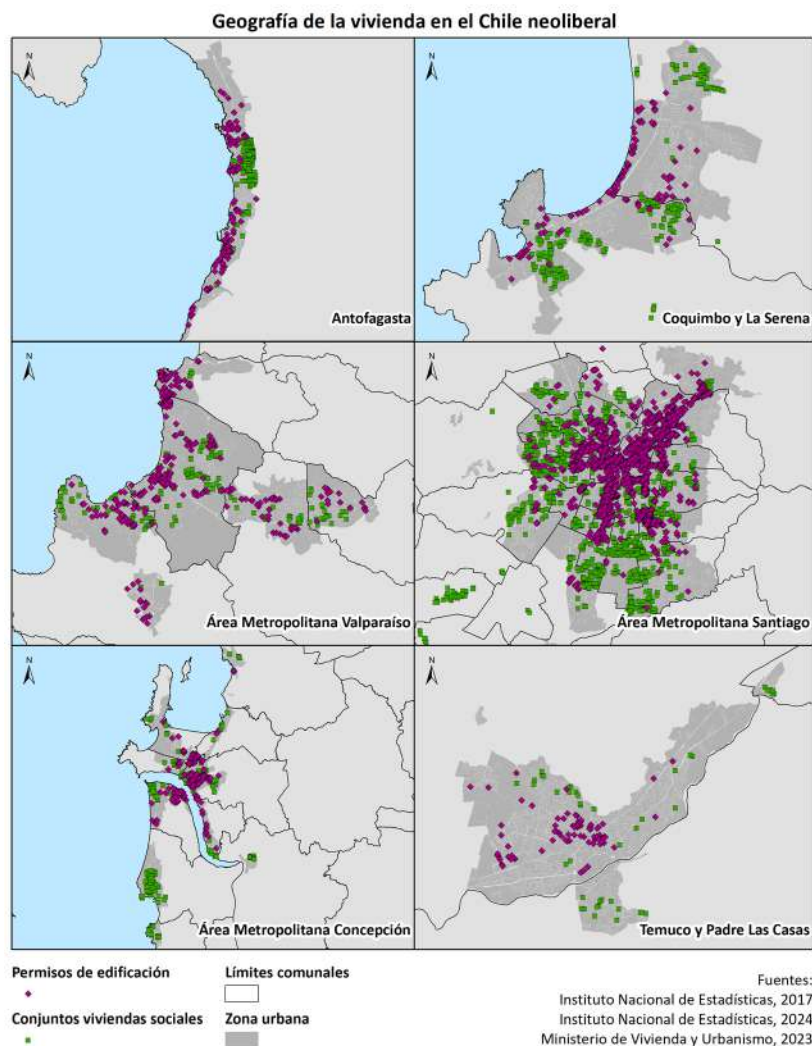 Geografía de la vivienda en el Chile neoliberal
N
N
Antofagasta
Coquimbo y La Serena
N
N
Área Metropolitana Valparaíso
Área Metropolitana Santiago
N
N
Área Metropolitana Concepción
Temuco y Padre Las Casas
Permisos de edificación
Límites comunales
Conjuntos viviendas sociales
Zona urbana
Fuentes:
Instituto Nacional de Estadísticas, 2017
Instituto Nacional de Estadísticas, 2024
Ministerio de Vivienda y Urbanismo, 2023